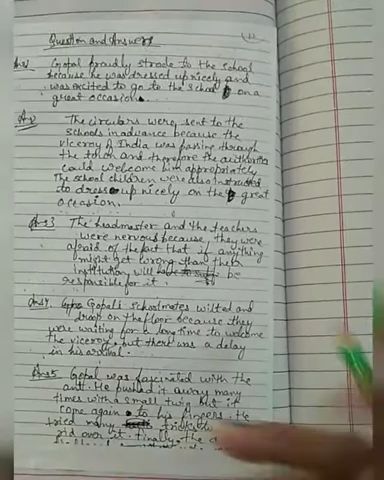 Question and Answers
Ans1 Gopal proudly strode to the school
because he was dressed up nicely and
was excited to go to the school on a
great occasion.
Ans2 The circulars were sent to the
schools in advance because the
viceroy of India was passing through
the town and therefore the authorities
could welcome him appropriately
The school children were also instructed
to dress up nicely on the great
occasion.
Ans3 The headmaster and the teachers
were nervous because, they were
afraid of the fact that if anything
might get wrong than their
institution will be
responsible for it.
Ans4. Gopal's schoolmates wilted and
drop on the floor because they
were waiting for a long time to welcome
the viceroy, but there was a delay
in his arrival.
Ans5 Gopal was fascinated with the
ant. He pushed it away many
times with a small twig but it
came again to his fingers. He
tried many tricks to
rid over it. Finally, the